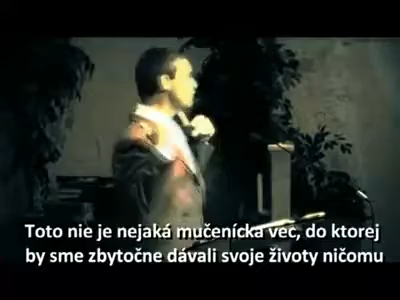 Toto nie je nejaká mučenícka vec, do ktorej
by sme zbytočne dávali svoje životy ničomu